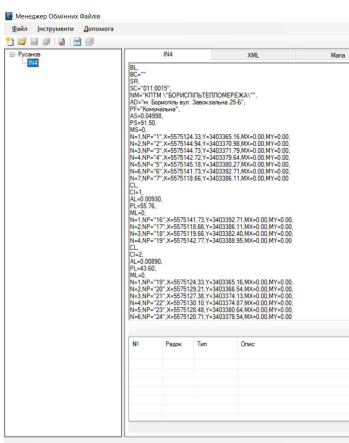 Менеджер Обмінних Файлів
Файл Інструменти Допомога
Русанов
IN4
IN4 XML Мапа
BL,
BC=""
SR,
SC="011:0015",
NM="КПТМ \"БОРИСПІЛЬТЕПЛОМЕРЕЖА\"",
AD="м. Бориспіль вул. Завокзальна 25-Б",
PF="Комунальна",
AS=0.04998,
PS=91.50,
MS=0,
N=1,NP="1",X=5575124.33,Y=3403365.16,MX=0.00,MY=0.00,
N=2,NP="2",X=5575144.94,Y=3403370.98,MX=0.00,MY=0.00,
N=3,NP="3",X=5575144.73,Y=3403371.79,MX=0.00,MY=0.00,
N=4,NP="4",X=5575142.72,Y=3403379.64,MX=0.00,MY=0.00,
N=5,NP="5",X=5575145.18,Y=3403380.27,MX=0.00,MY=0.00,
N=6,NP="6",X=5575141.73,Y=3403392.71,MX=0.00,MY=0.00,
N=7,NP="7",X=5575118.66,Y=3403386.11,MX=0.00,MY=0.00
CL,
CI=1,
AL=0.00930,
PL=55.76,
ML=0,
N=1,NP="16",X=5575141.73,Y=3403392.71,MX=0.00,MY=0.00,
N=2,NP="17",X=5575118.66,Y=3403386.11,MX=0.00,MY=0.00,
N=3,NP="18",X=5575119.66,Y=3403382.40,MX=0.00,MY=0.00,
N=4,NP="19",X=5575142.77,Y=3403388.95,MX=0.00,MY=0.00
CL,
CI=2,
AL=0.00890,
PL=43.60,
ML=0,
N=1,NP="19",X=5575124.33,Y=3403365.16,MX=0.00,MY=0.00,
N=2,NP="20",X=5575129.21,Y=3403366.54,MX=0.00,MY=0.00,
N=3,NP="21",X=5575127.38,Y=3403374.13,MX=0.00,MY=0.00,
N=4,NP="22",X=5575130.10,Y=3403374.87,MX=0.00,MY=0.00,
N=5,NP="23",X=5575128.48,Y=3403380.64,MX=0.00,MY=0.00,
N=6,NP="24",X=5575120.71,Y=3403378.54,MX=0.00,MY=0.00
№ Рядок Тип Опис